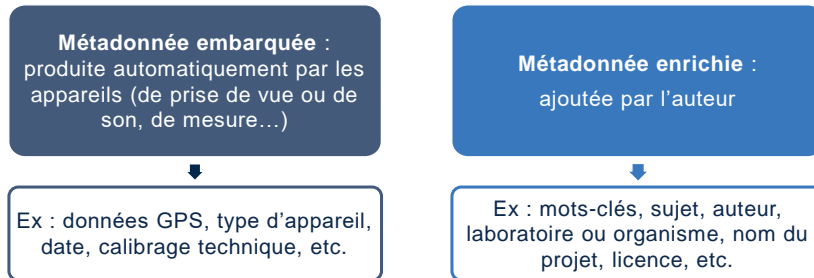 Métadonnée embarquée :
produite automatiquement par les
appareils (de prise de vue ou de
son, de mesure…)
Ex : données GPS, type d’appareil,
date, calibrage technique, etc.
Métadonnée enrichie :
ajoutée par l’auteur
Ex : mots-clés, sujet, auteur,
laboratoire ou organisme, nom du
projet, licence, etc.